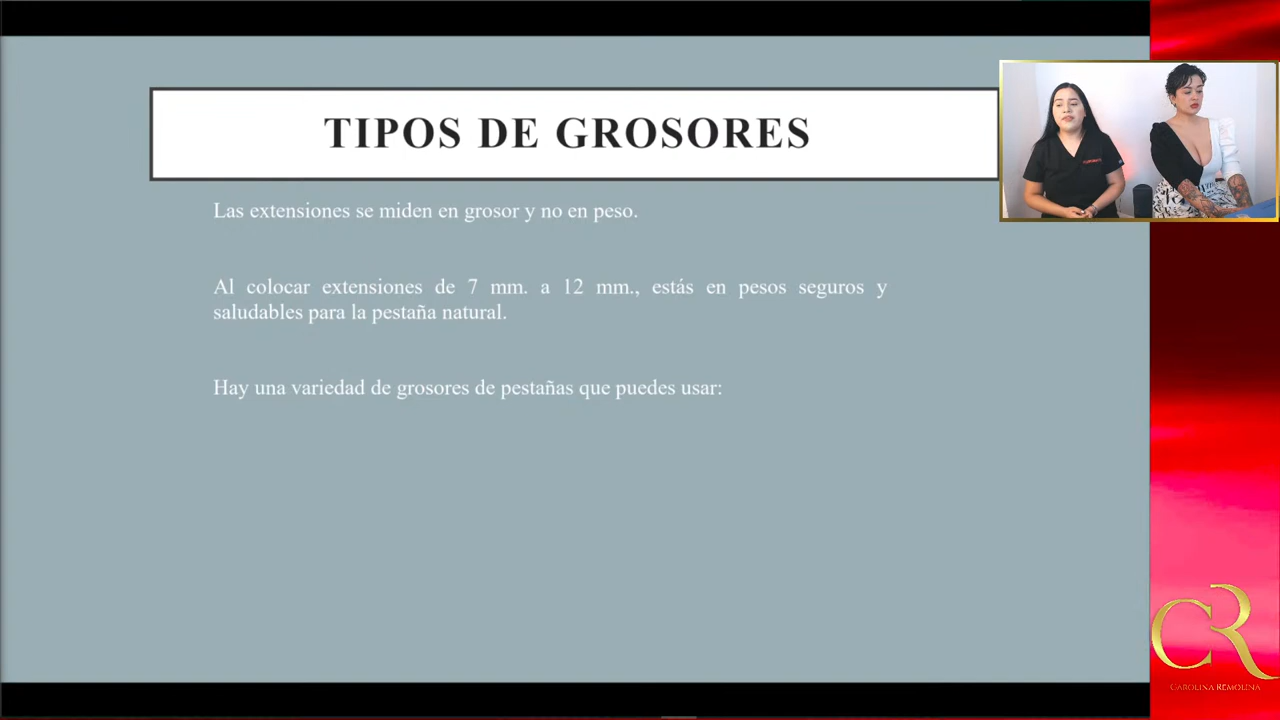 TIPOS DE GROSORES
Las extensiones se miden en grosor y no en peso.
Al colocar extensiones de 7 mm. a 12 mm., estás en pesos seguros y
saludables para la pestaña natural.
Hay una variedad de grosores de pestañas que puedes usar:
CR
CAROLINA REMOLINA